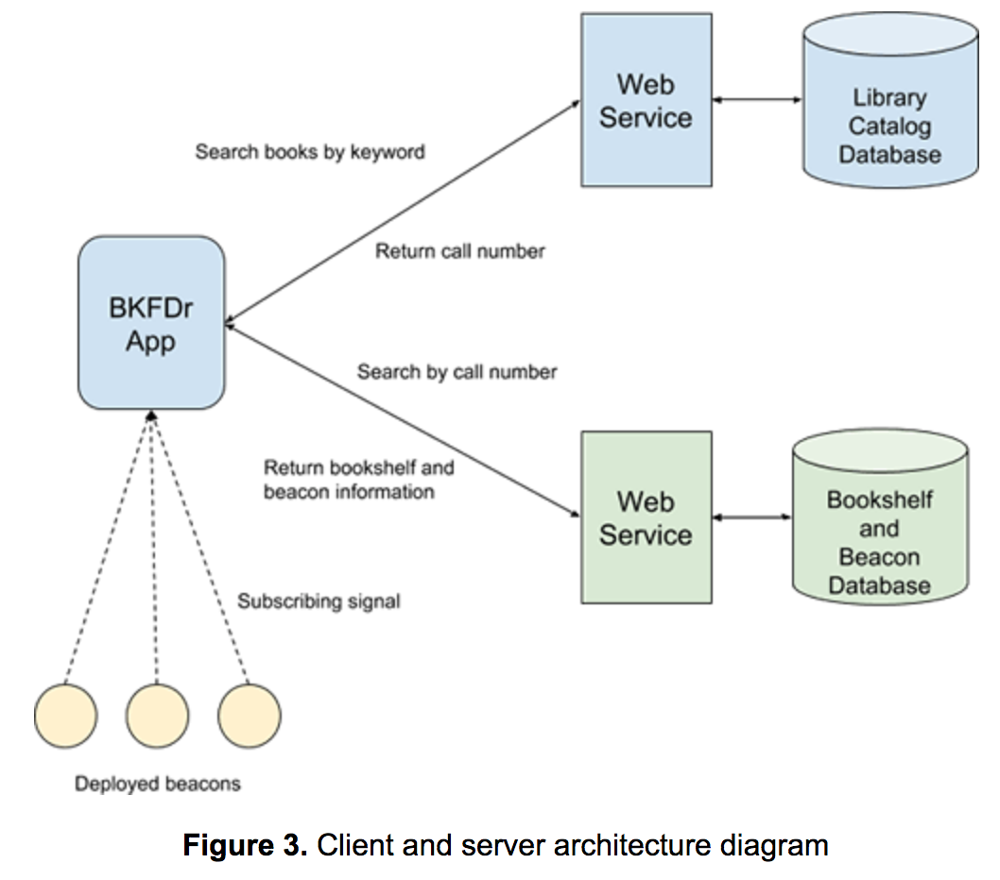 Web
Service
Library
Catalog
Database
Search books by keyword
Return call number
BKFDr
App
Search by call number
Return bookshelf and
beacon information
Web
Service
Bookshelf
and
Beacon
Database
Subscribing signal
Deployed beacons
Figure 3. Client and server architecture diagram